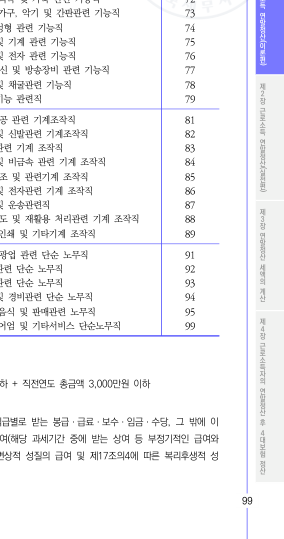 가구, 악기 및 간판관련 기능직 73
성형 관련 기능직 74
및 기계 관련 기능직 75
및 전자 관련 기능직 76
신 및 방송장비 관련 기능직 77
및 채굴관련 기능직 78
기능 관련직 79
공 관련 기계조작직 81
및 신발관련 기계조작직 82
관련 기계 조작직 83
및 비금속 관련 기계 조작직 84
조 및 관련기계 조작직 85
및 전자관련 기계 조작직 86
및 운송관련직 87
도 및 재활용 처리관련 기계 조작직 88
인쇄 및 기타기계 조작직 89
광업 관련 단순 노무직 91
관련 단순 노무직 92
관련 단순 노무직 93
및 경비관련 단순 노무직 94
음식 및 판매관련 노무직 95
어업 및 기타서비스 단순노무직 99
하 + 직전연도 총급액 3,000만원 이하
급별로 받는 봉급·급료·보수·임금·수당, 그 밖에 이
여(해당 과세기간 중에 받는 상여 등 부정기적인 급여와
변상적 성질의 급여 및 제17조의4에 따른 복리후생적 성
제2장 근로소득 연말정산(실전편)
제3장 연말정산 세액의 계산
제4장 근로소득자의 연말정산 후 4대보험 정산
99